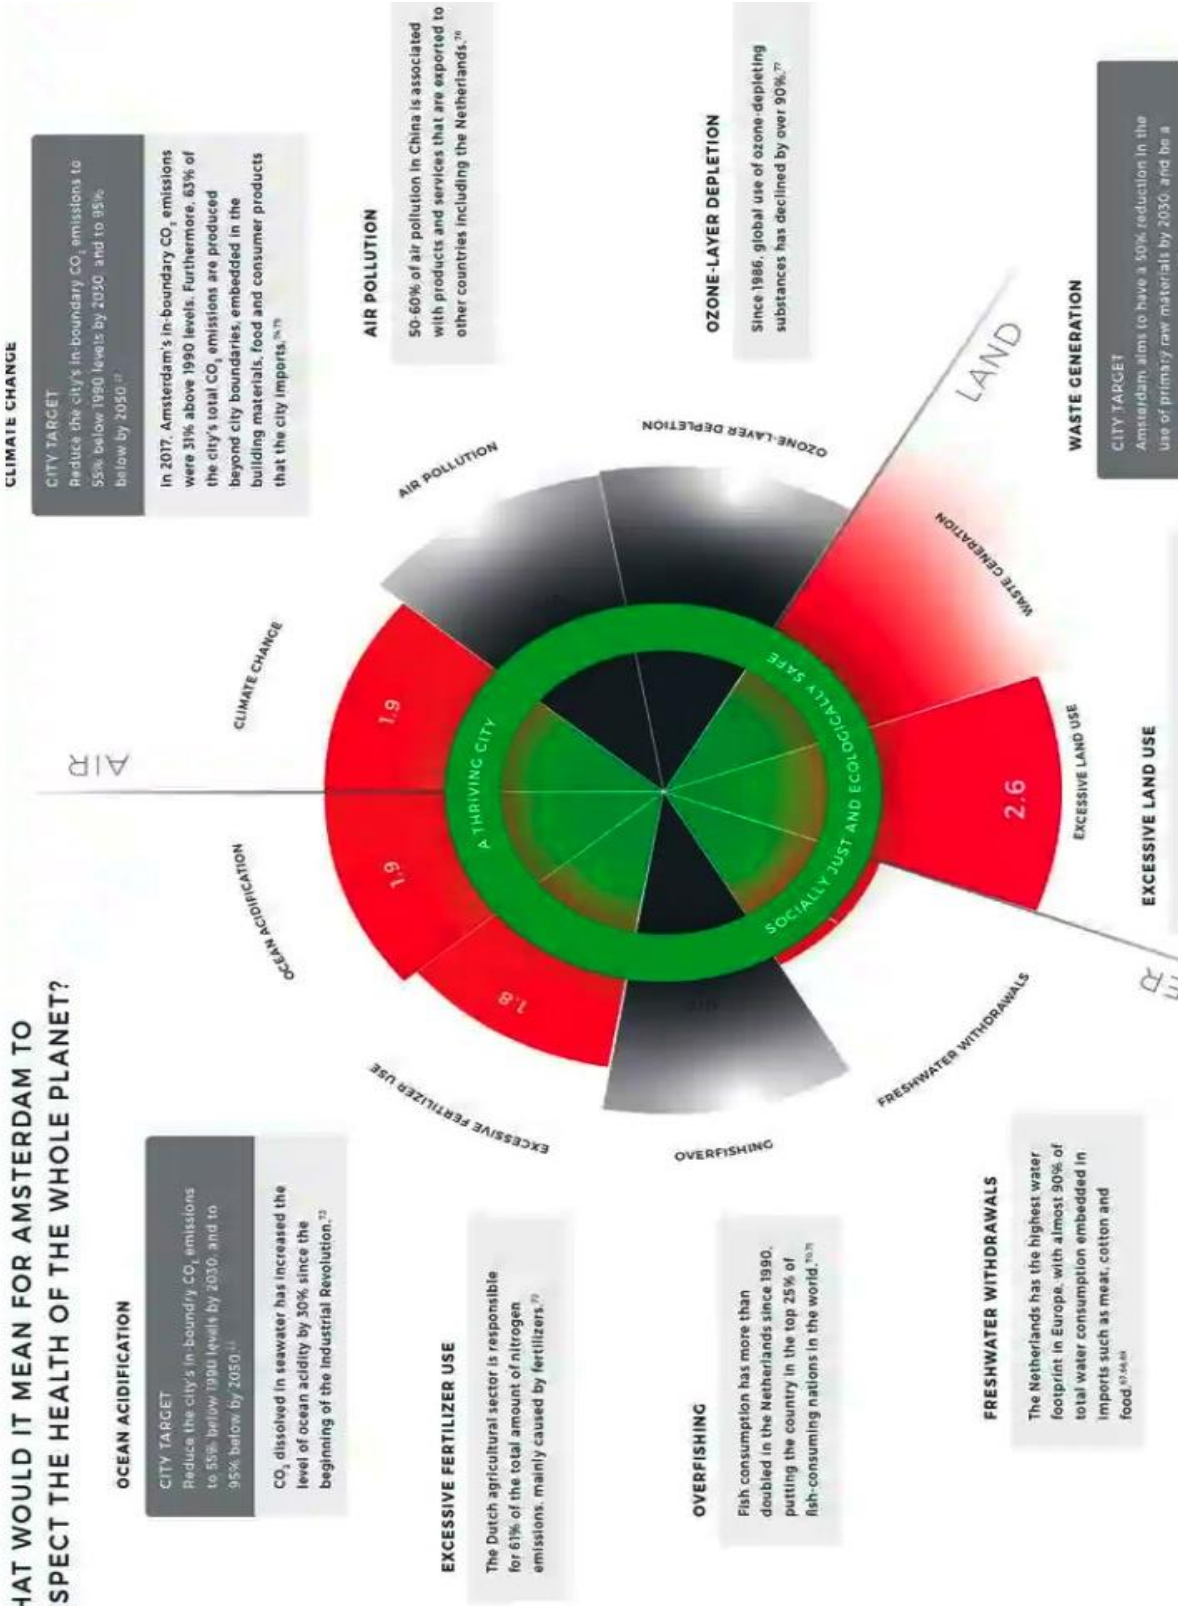 HAT WOULD IT MEAN FOR AMSTERDAM TO
SPECT THE HEALTH OF THE WHOLE PLANET?
OCEAN ACIDIFICATION
CITY TARGET
Reduce the city's in-boundry CO₂ emissions
to 55% below 1990 levels by 2030, and to
95% below by 2050.
CO₂ dissolved in seawater has increased the
level of ocean acidity by 30% since the
beginning of the Industrial Revolution.⁷³
EXCESSIVE FERTILIZER USE
The Dutch agricultural sector is responsible
for 61% of the total amount of nitrogen
emissions, mainly caused by fertilizers.⁷²
OVERFISHING
Fish consumption has more than
doubled in the Netherlands since 1990,
putting the country in the top 25% of
fish-consuming nations in the world.⁷⁰,⁷¹
FRESHWATER WITHDRAWALS
The Netherlands has the highest water
footprint in Europe, with almost 90% of
total water consumption embedded in
imports such as meat, cotton and
food.
AIR
OCEAN ACIDIFICATION
CLIMATE CHANGE
AIR POLLUTION
OZONE-LAYER DEPLETION
WASTE GENERATION
EXCESSIVE LAND USE
FRESHWATER WITHDRAWALS
OVERFISHING
EXCESSIVE FERTILIZER USE
1.9
1.9
1.8
2.6
A THRIVING CITY
SOCIALLY JUST AND ECOLOGICALLY SAFE
LAND
CLIMATE CHANGE
CITY TARGET
Reduce the city's in-boundary CO₂ emissions to
55% below 1990 levels by 2030, and to 95%
below by 2050.
In 2017, Amsterdam's in-boundary CO₂ emissions
were 31% above 1990 levels. Furthermore, 63% of
the city's total CO₂ emissions are produced
beyond city boundaries, embedded in the
building materials, food and consumer products
that the city imports.
AIR POLLUTION
50-60% of air pollution in China is associated
with products and services that are exported to
other countries including the Netherlands.⁷⁶
OZONE-LAYER DEPLETION
Since 1986, global use of ozone-depleting
substances has declined by over 90%.⁷⁷
WASTE GENERATION
CITY TARGET
Amsterdam aims to have a 50% reduction in the
use of primary raw materials by 2030, and be a
EXCESSIVE LAND USE